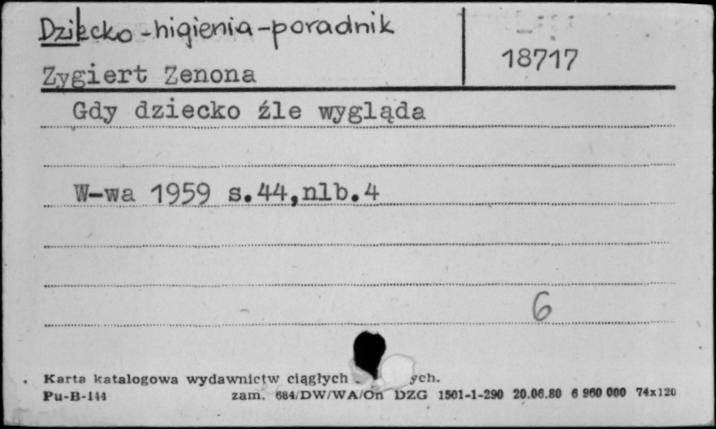 Dziecko-higienia-poradnik
18717
Zygiert Zenona
Gdy dziecko źle wygląda
W-wa 1959 s.44,nlb.4
6
Karta katalogowa wydawnictw ciągłych ych.
Pu-B-144 zam. 684/DW/WA/On DZG 1501-1-290 20.06.80 6 960 000 74x120